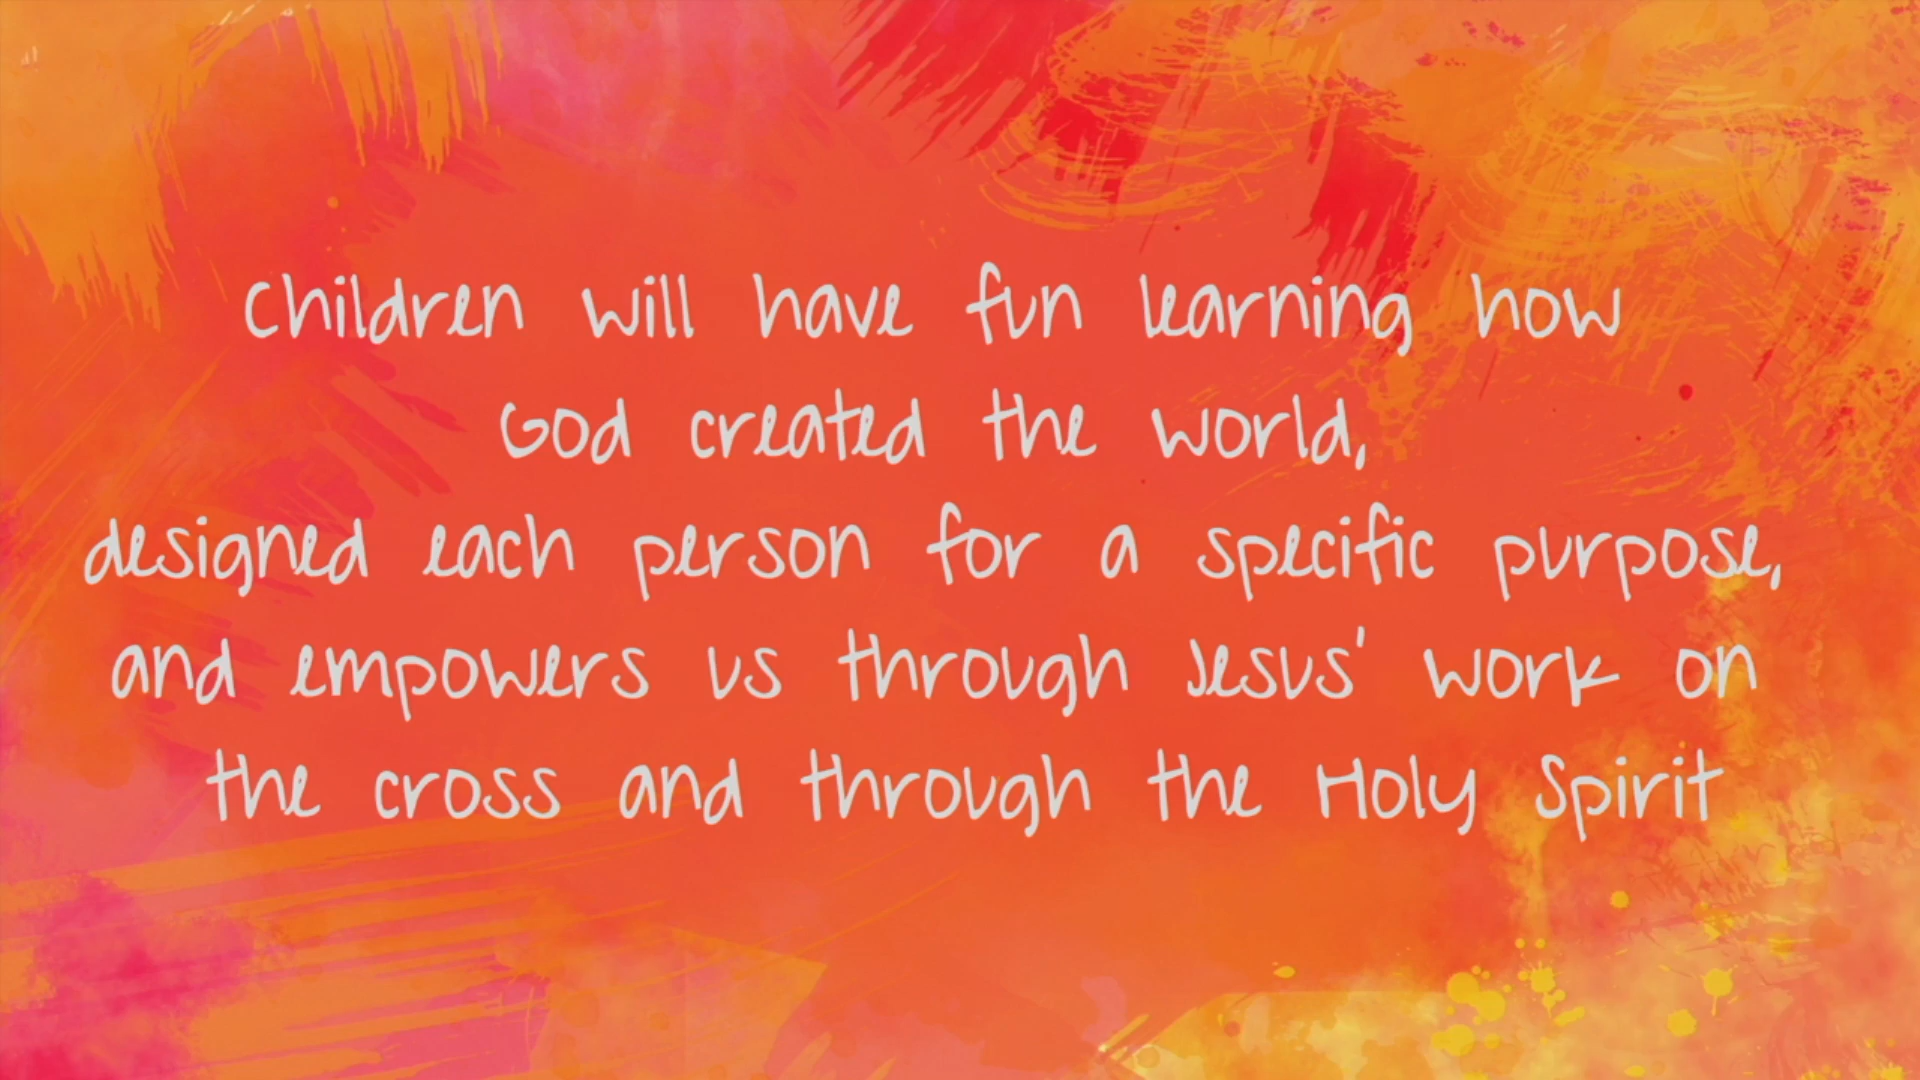 Children will have fun learning how
God created the world,
designed each person for a specific purpose,
and empowers us through Jesus' work on
the cross and through the Holy Spirit